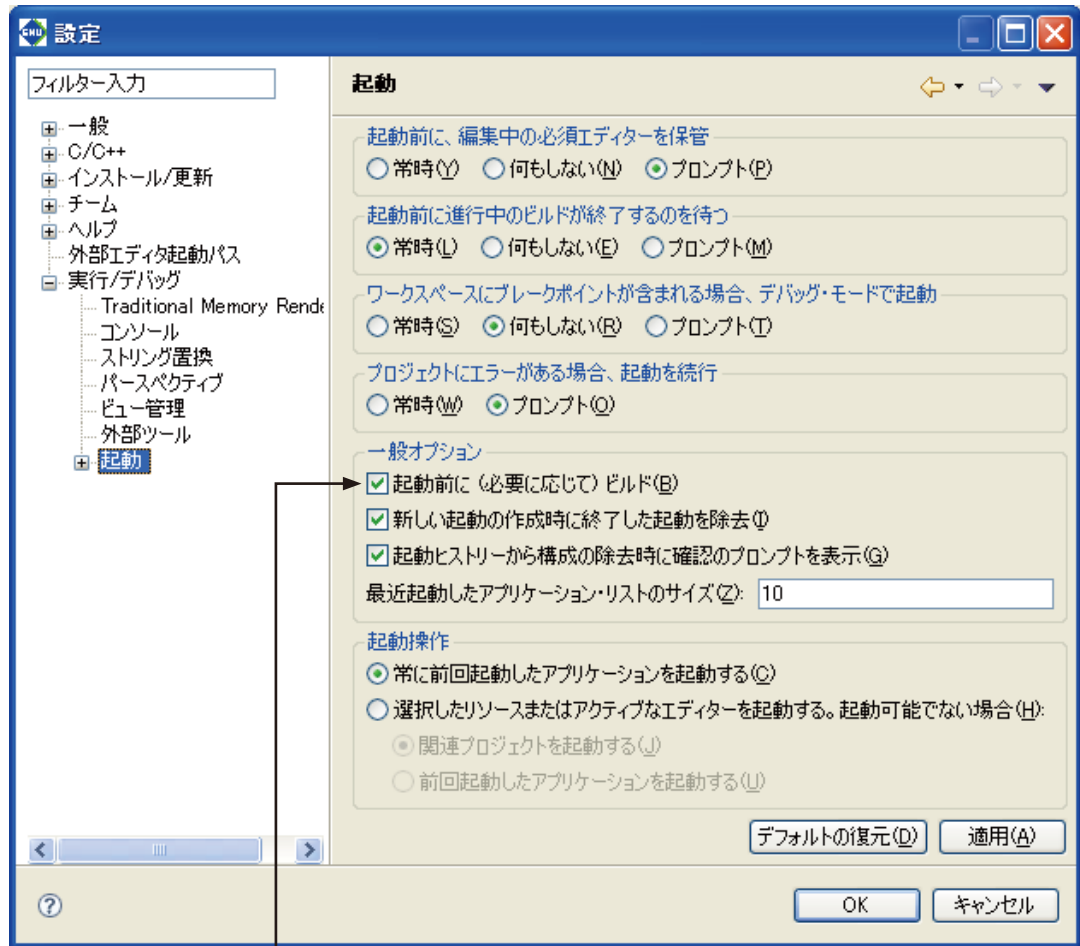 GNU 設定
フィルター入力
一般
C/C++
インストール/更新
チーム
ヘルプ
外部エディタ起動パス
実行/デバッグ
Traditional Memory Rende
コンソール
ストリング置換
パースペクティブ
ビュー管理
外部ツール
起動
起動
起動前に、編集中の必須エディターを保管
常時(Y) 何もしない(N) プロンプト(P)
起動前に進行中のビルドが終了するのを待つ
常時(L) 何もしない(E) プロンプト(M)
ワークスペースにブレークポイントが含まれる場合、デバッグ・モードで起動
常時(S) 何もしない(R) プロンプト(T)
プロジェクトにエラーがある場合、起動を続行
常時(W) プロンプト(O)
一般オプション
起動前に (必要に応じて) ビルド(B)
新しい起動の作成時に終了した起動を除去(I)
起動ヒストリーから構成の除去時に確認のプロンプトを表示(G)
最近起動したアプリケーション・リストのサイズ(Z): 10
起動操作
常に前回起動したアプリケーションを起動する(C)
選択したリソースまたはアクティブなエディターを起動する。起動可能でない場合(H):
関連プロジェクトを起動する(J)
前回起動したアプリケーションを起動する(U)
デフォルトの復元(D) 適用(A)
OK キャンセル